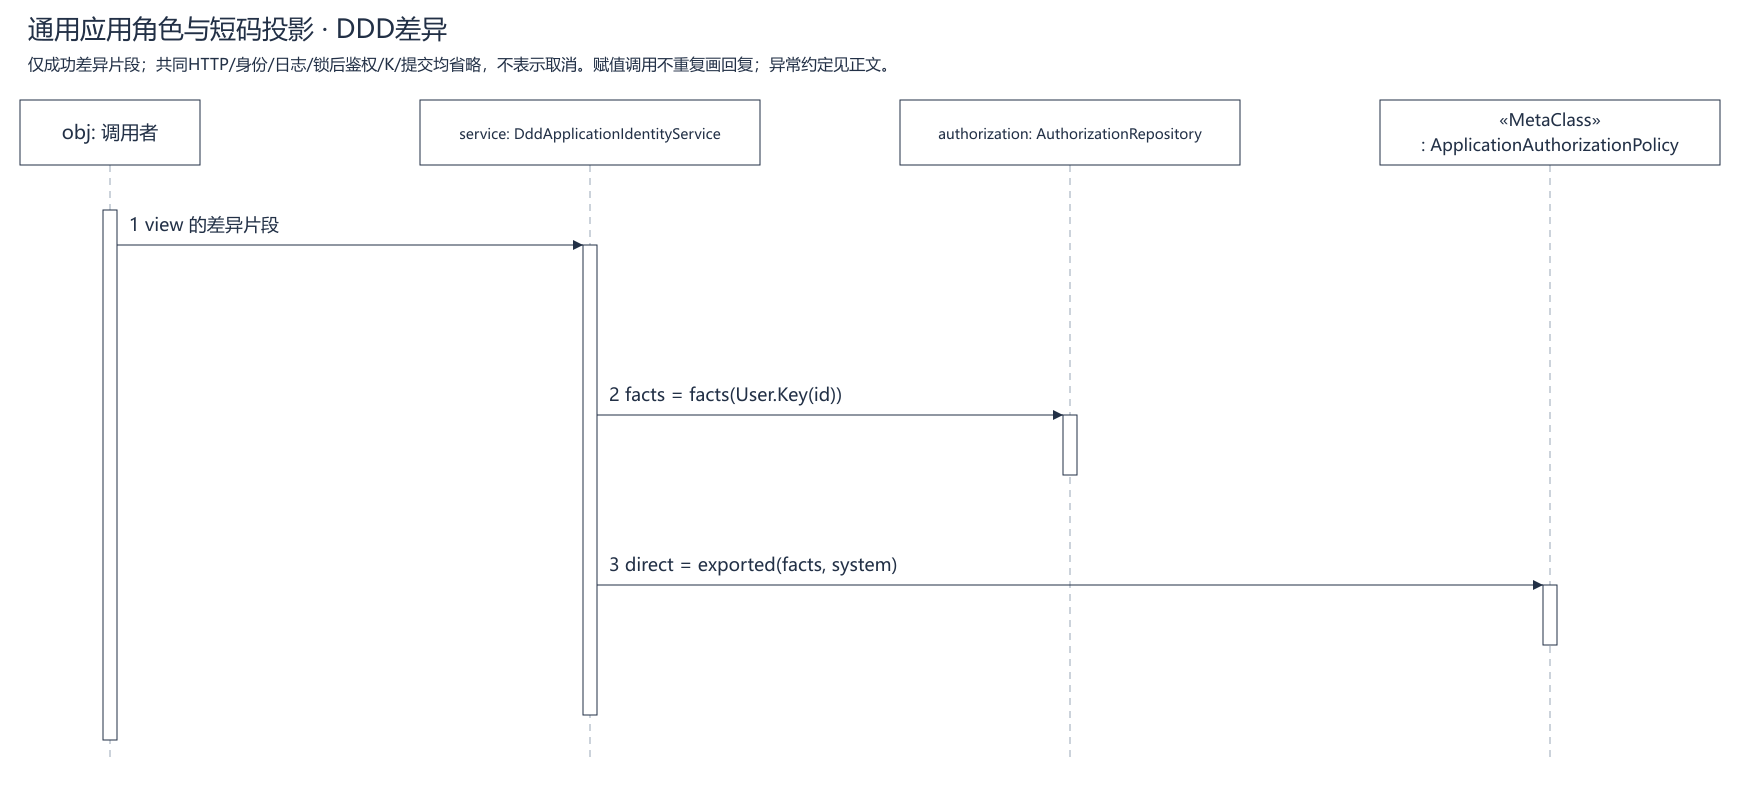 通用应用角色与短码投影 · DDD差异
仅成功差异片段；共同HTTP/身份/日志/锁后鉴权/K/提交均省略，不表示取消。赋值调用不重复画回复；异常约定见正文。
obj: 调用者
service: DddApplicationIdentityService
authorization: AuthorizationRepository
«MetaClass»
: ApplicationAuthorizationPolicy
1 view 的差异片段
2 facts = facts(User.Key(id))
3 direct = exported(facts, system)